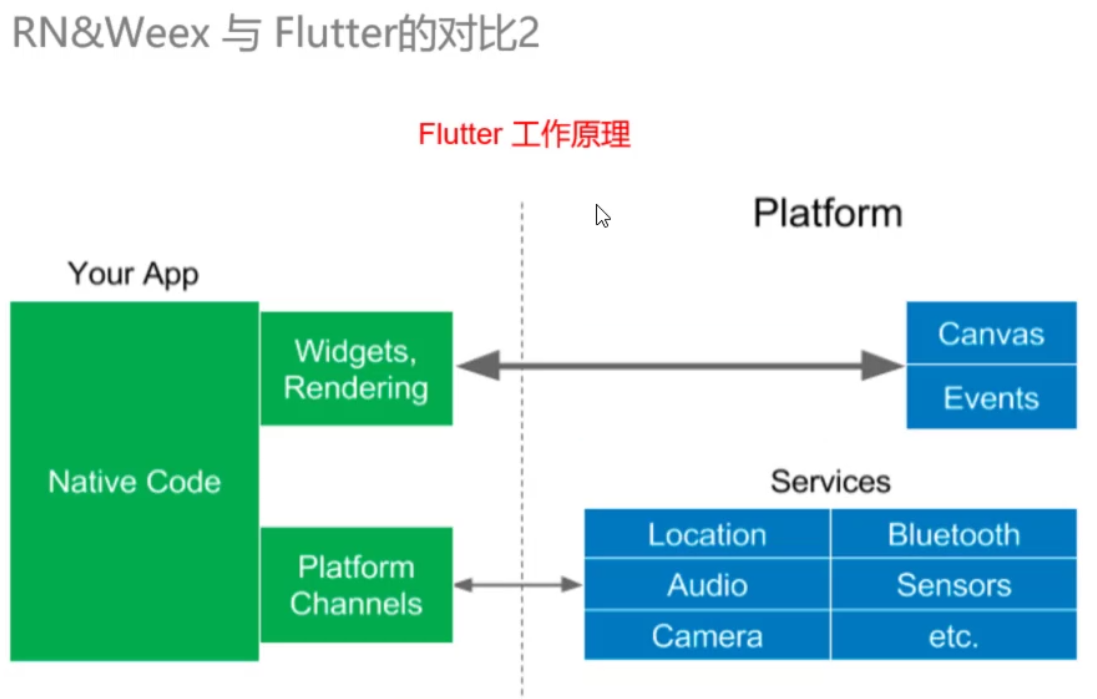 RN&Weex 与 Flutter的对比2
Flutter 工作原理
Platform
Your App
Widgets,
Rendering
Canvas
Events
Native Code
Services
Platform
Channels
Location
Bluetooth
Audio
Sensors
Camera
etc.